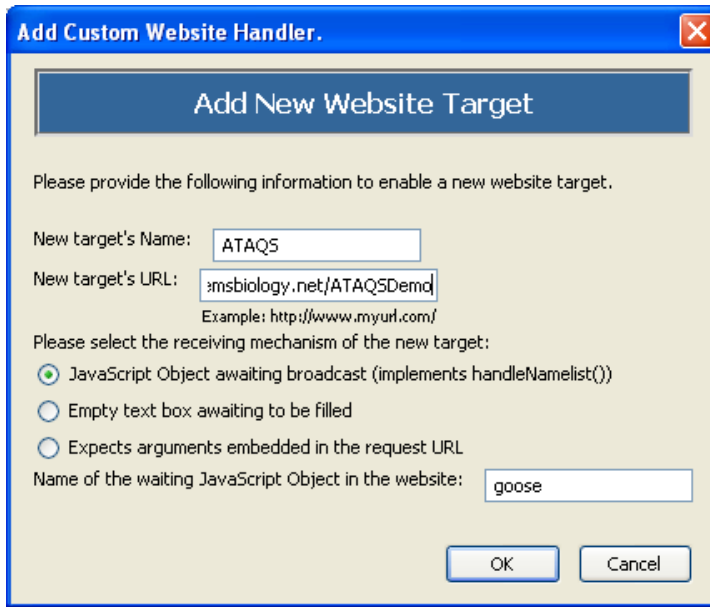 Add Custom Website Handler.
Add New Website Target
Please provide the following information to enable a new website target.
New target's Name: ATAQS
New target's URL: emsbiology.net/ATAQSDemo
Example: http://www.myurl.com/
Please select the receiving mechanism of the new target:
JavaScript Object awaiting broadcast (implements handleNamelist())
Empty text box awaiting to be filled
Expects arguments embedded in the request URL
Name of the waiting JavaScript Object in the website: goose
OK Cancel